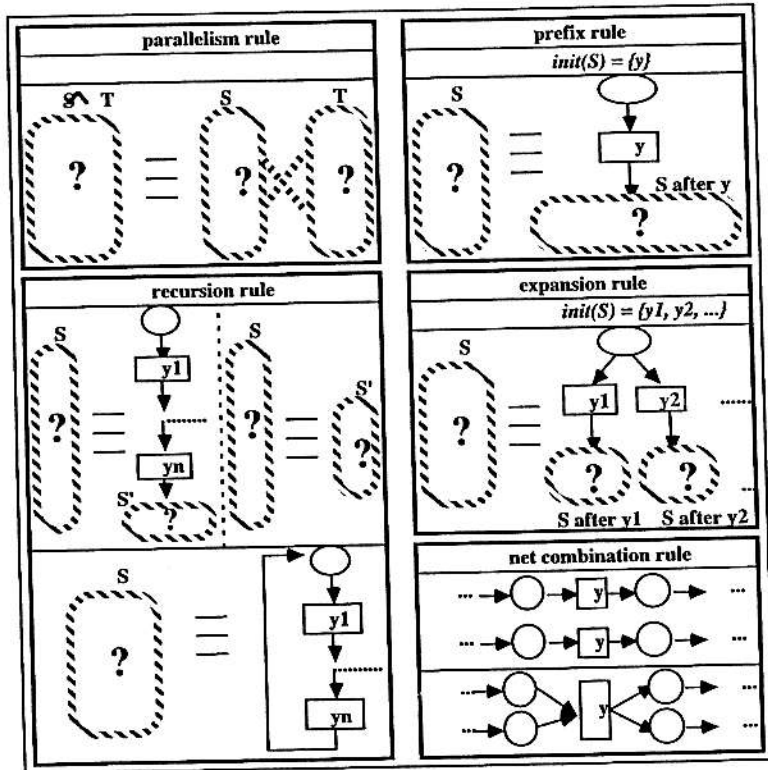 parallelism rule
S^ T
S
T
?
?
?
prefix rule
init(S) = {y}
S
?
y
S after y
?
recursion rule
S
?
y1
yn
S'
?
S
?
S'
?
S
?
y1
yn
expansion rule
init(S) = {y1, y2, ...}
S
?
y1
y2
......
?
?
...
S after y1
S after y2
net combination rule
...
y
...
...
y
...
...
y
...
...
...